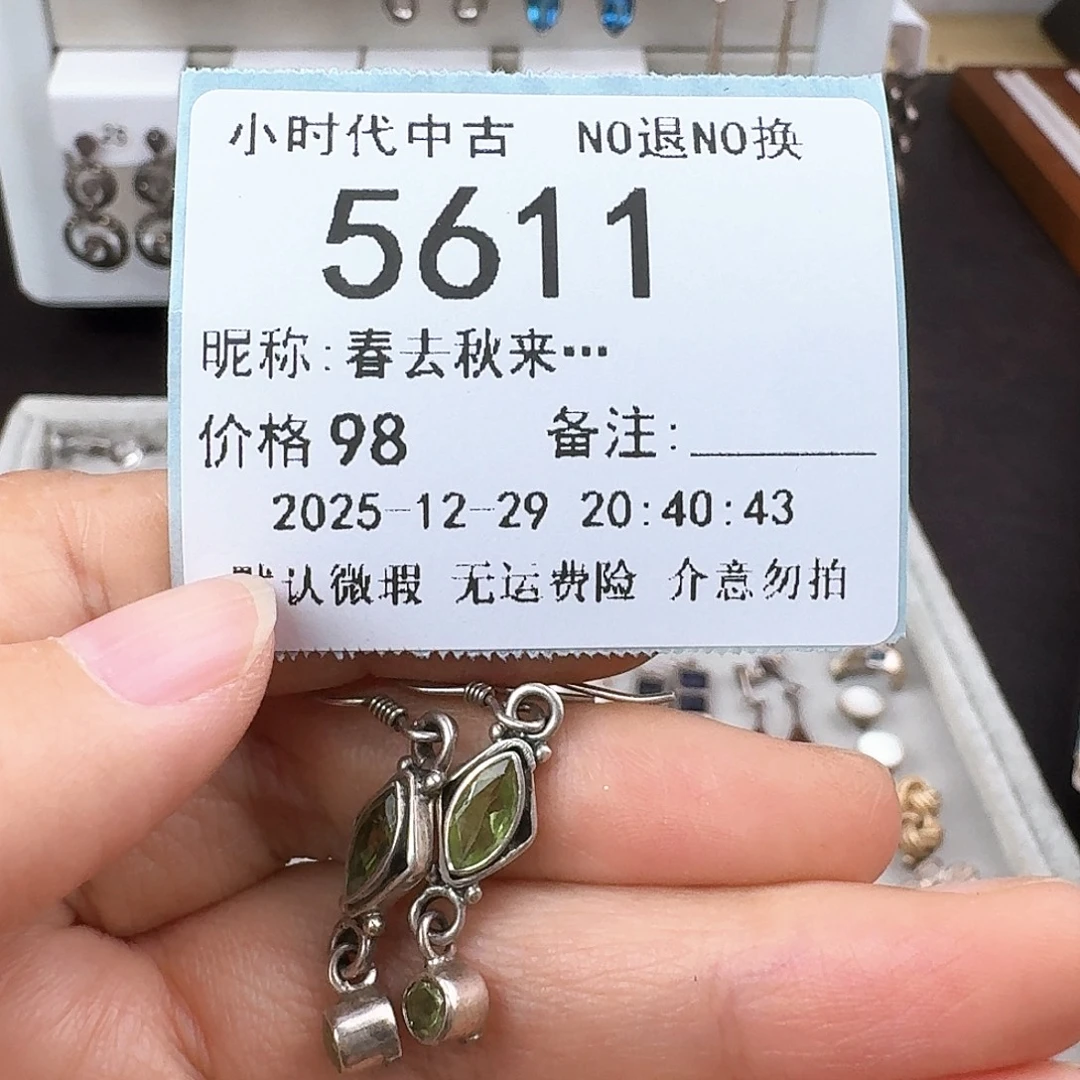 小时代中古 NO退NO换
5611
昵称:春去秋来…
价格 98 备注:
2025-12-29 20:40:43
默认微瑕 无运费险 介意勿拍